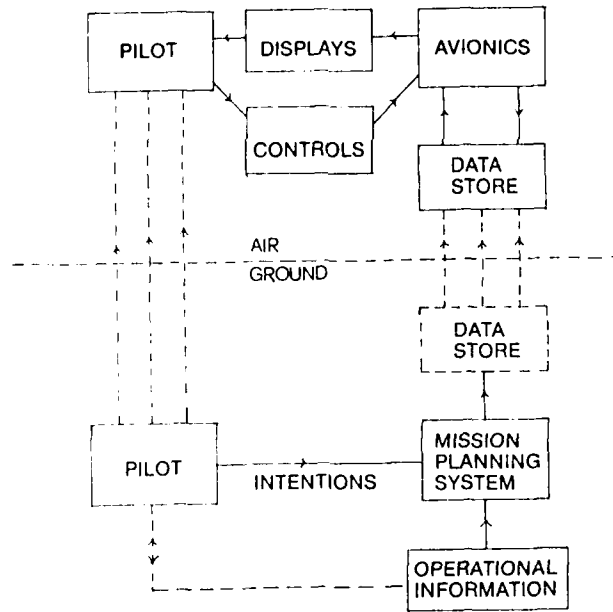 PILOT
DISPLAYS
AVIONICS
CONTROLS
DATA
STORE
AIR
GROUND
DATA
STORE
PILOT
INTENTIONS
MISSION
PLANNING
SYSTEM
OPERATIONAL
INFORMATION